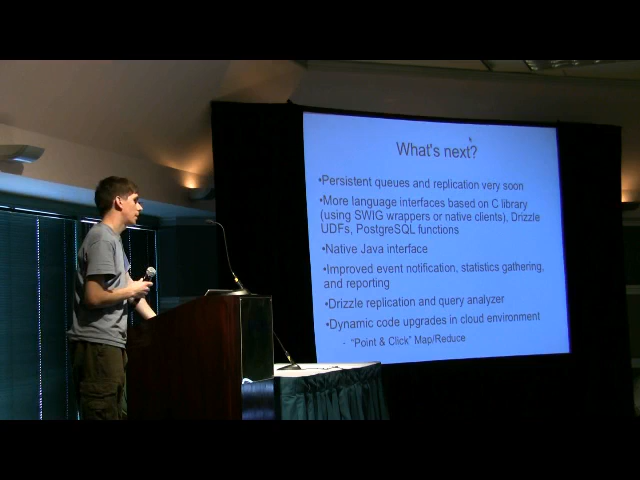 What's next?
•Persistent queues and replication very soon
•More language interfaces based on C library
(using SWIG wrappers or native clients), Drizzle
UDFs, PostgreSQL functions
•Native Java interface
•Improved event notification, statistics gathering,
and reporting
•Drizzle replication and query analyzer
•Dynamic code upgrades in cloud environment
- "Point & Click" Map/Reduce